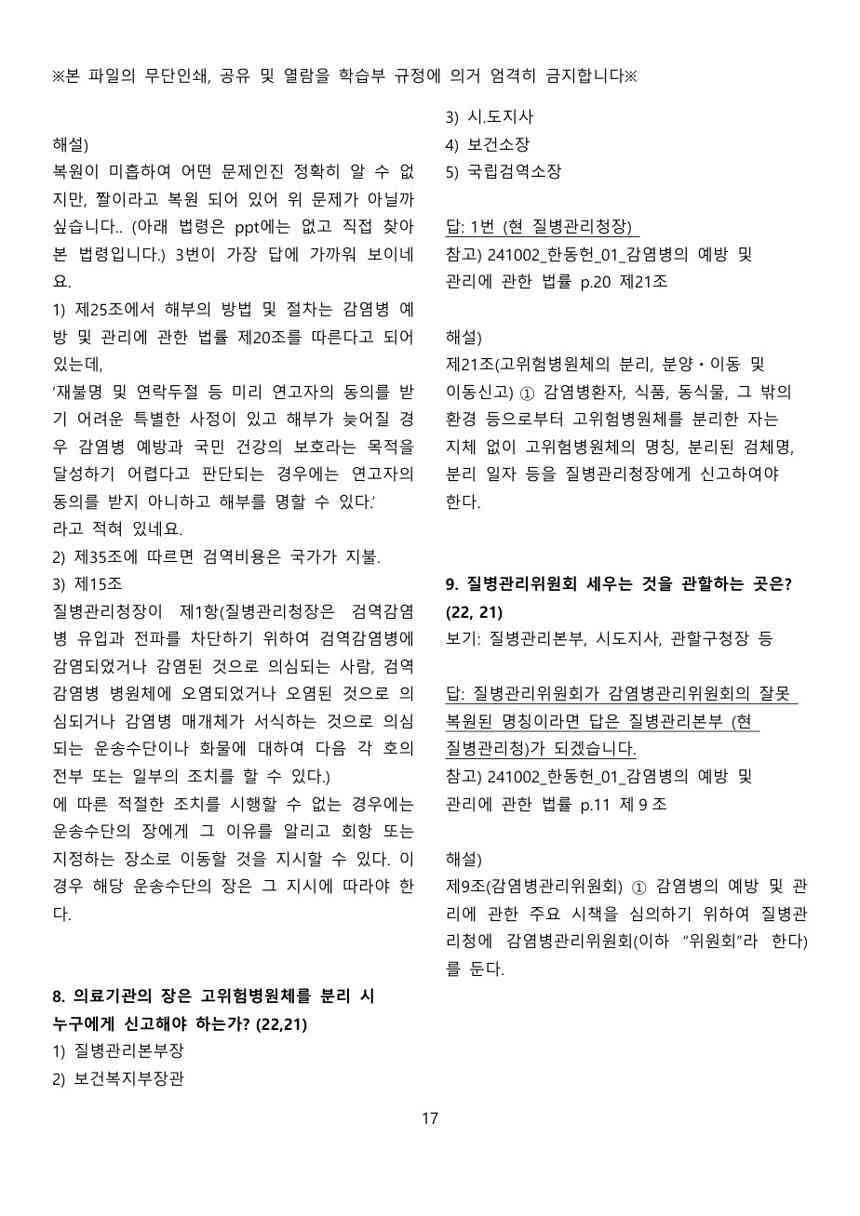 ※본 파일의 무단인쇄, 공유 및 열람을 학습부 규정에 의거 엄격히 금지합니다※
해설)
복원이 미흡하여 어떤 문제인진 정확히 알 수 없
지만, 짤이라고 복원 되어 있어 위 문제가 아닐까
싶습니다.. (아래 법령은 ppt에는 없고 직접 찾아
본 법령입니다.) 3번이 가장 답에 가까워 보이네
요.
1) 제25조에서 해부의 방법 및 절차는 감염병 예
방 및 관리에 관한 법률 제20조를 따른다고 되어
있는데,
‘재불명 및 연락두절 등 미리 연고자의 동의를 받
기 어려운 특별한 사정이 있고 해부가 늦어질 경
우 감염병 예방과 국민 건강의 보호라는 목적을
달성하기 어렵다고 판단되는 경우에는 연고자의
동의를 받지 아니하고 해부를 명할 수 있다.’
라고 적혀 있네요.
2) 제35조에 따르면 검역비용은 국가가 지불.
3) 제15조
질병관리청장이 제1항(질병관리청장은 검역감염
병 유입과 전파를 차단하기 위하여 검역감염병에
감염되었거나 감염된 것으로 의심되는 사람, 검역
감염병 병원체에 오염되었거나 오염된 것으로 의
심되거나 감염병 매개체가 서식하는 것으로 의심
되는 운송수단이나 화물에 대하여 다음 각 호의
전부 또는 일부의 조치를 할 수 있다.)
에 따른 적절한 조치를 시행할 수 없는 경우에는
운송수단의 장에게 그 이유를 알리고 회항 또는
지정하는 장소로 이동할 것을 지시할 수 있다. 이
경우 해당 운송수단의 장은 그 지시에 따라야 한
다.
8. 의료기관의 장은 고위험병원체를 분리 시
누구에게 신고해야 하는가? (22,21)
1) 질병관리본부장
2) 보건복지부장관
3) 시.도지사
4) 보건소장
5) 국립검역소장
답: 1번 (현 질병관리청장)
참고) 241002_한동헌_01_감염병의 예방 및
관리에 관한 법률 p.20 제21조
해설)
제21조(고위험병원체의 분리, 분양・이동 및
이동신고) ① 감염병환자, 식품, 동식물, 그 밖의
환경 등으로부터 고위험병원체를 분리한 자는
지체 없이 고위험병원체의 명칭, 분리된 검체명,
분리 일자 등을 질병관리청장에게 신고하여야
한다.
9. 질병관리위원회 세우는 것을 관할하는 곳은?
(22, 21)
보기: 질병관리본부, 시도지사, 관할구청장 등
답: 질병관리위원회가 감염병관리위원회의 잘못
복원된 명칭이라면 답은 질병관리본부 (현
질병관리청)가 되겠습니다.
참고) 241002_한동헌_01_감염병의 예방 및
관리에 관한 법률 p.11 제 9 조
해설)
제9조(감염병관리위원회) ① 감염병의 예방 및 관
리에 관한 주요 시책을 심의하기 위하여 질병관
리청에 감염병관리위원회(이하 “위원회”라 한다)
를 둔다.
17